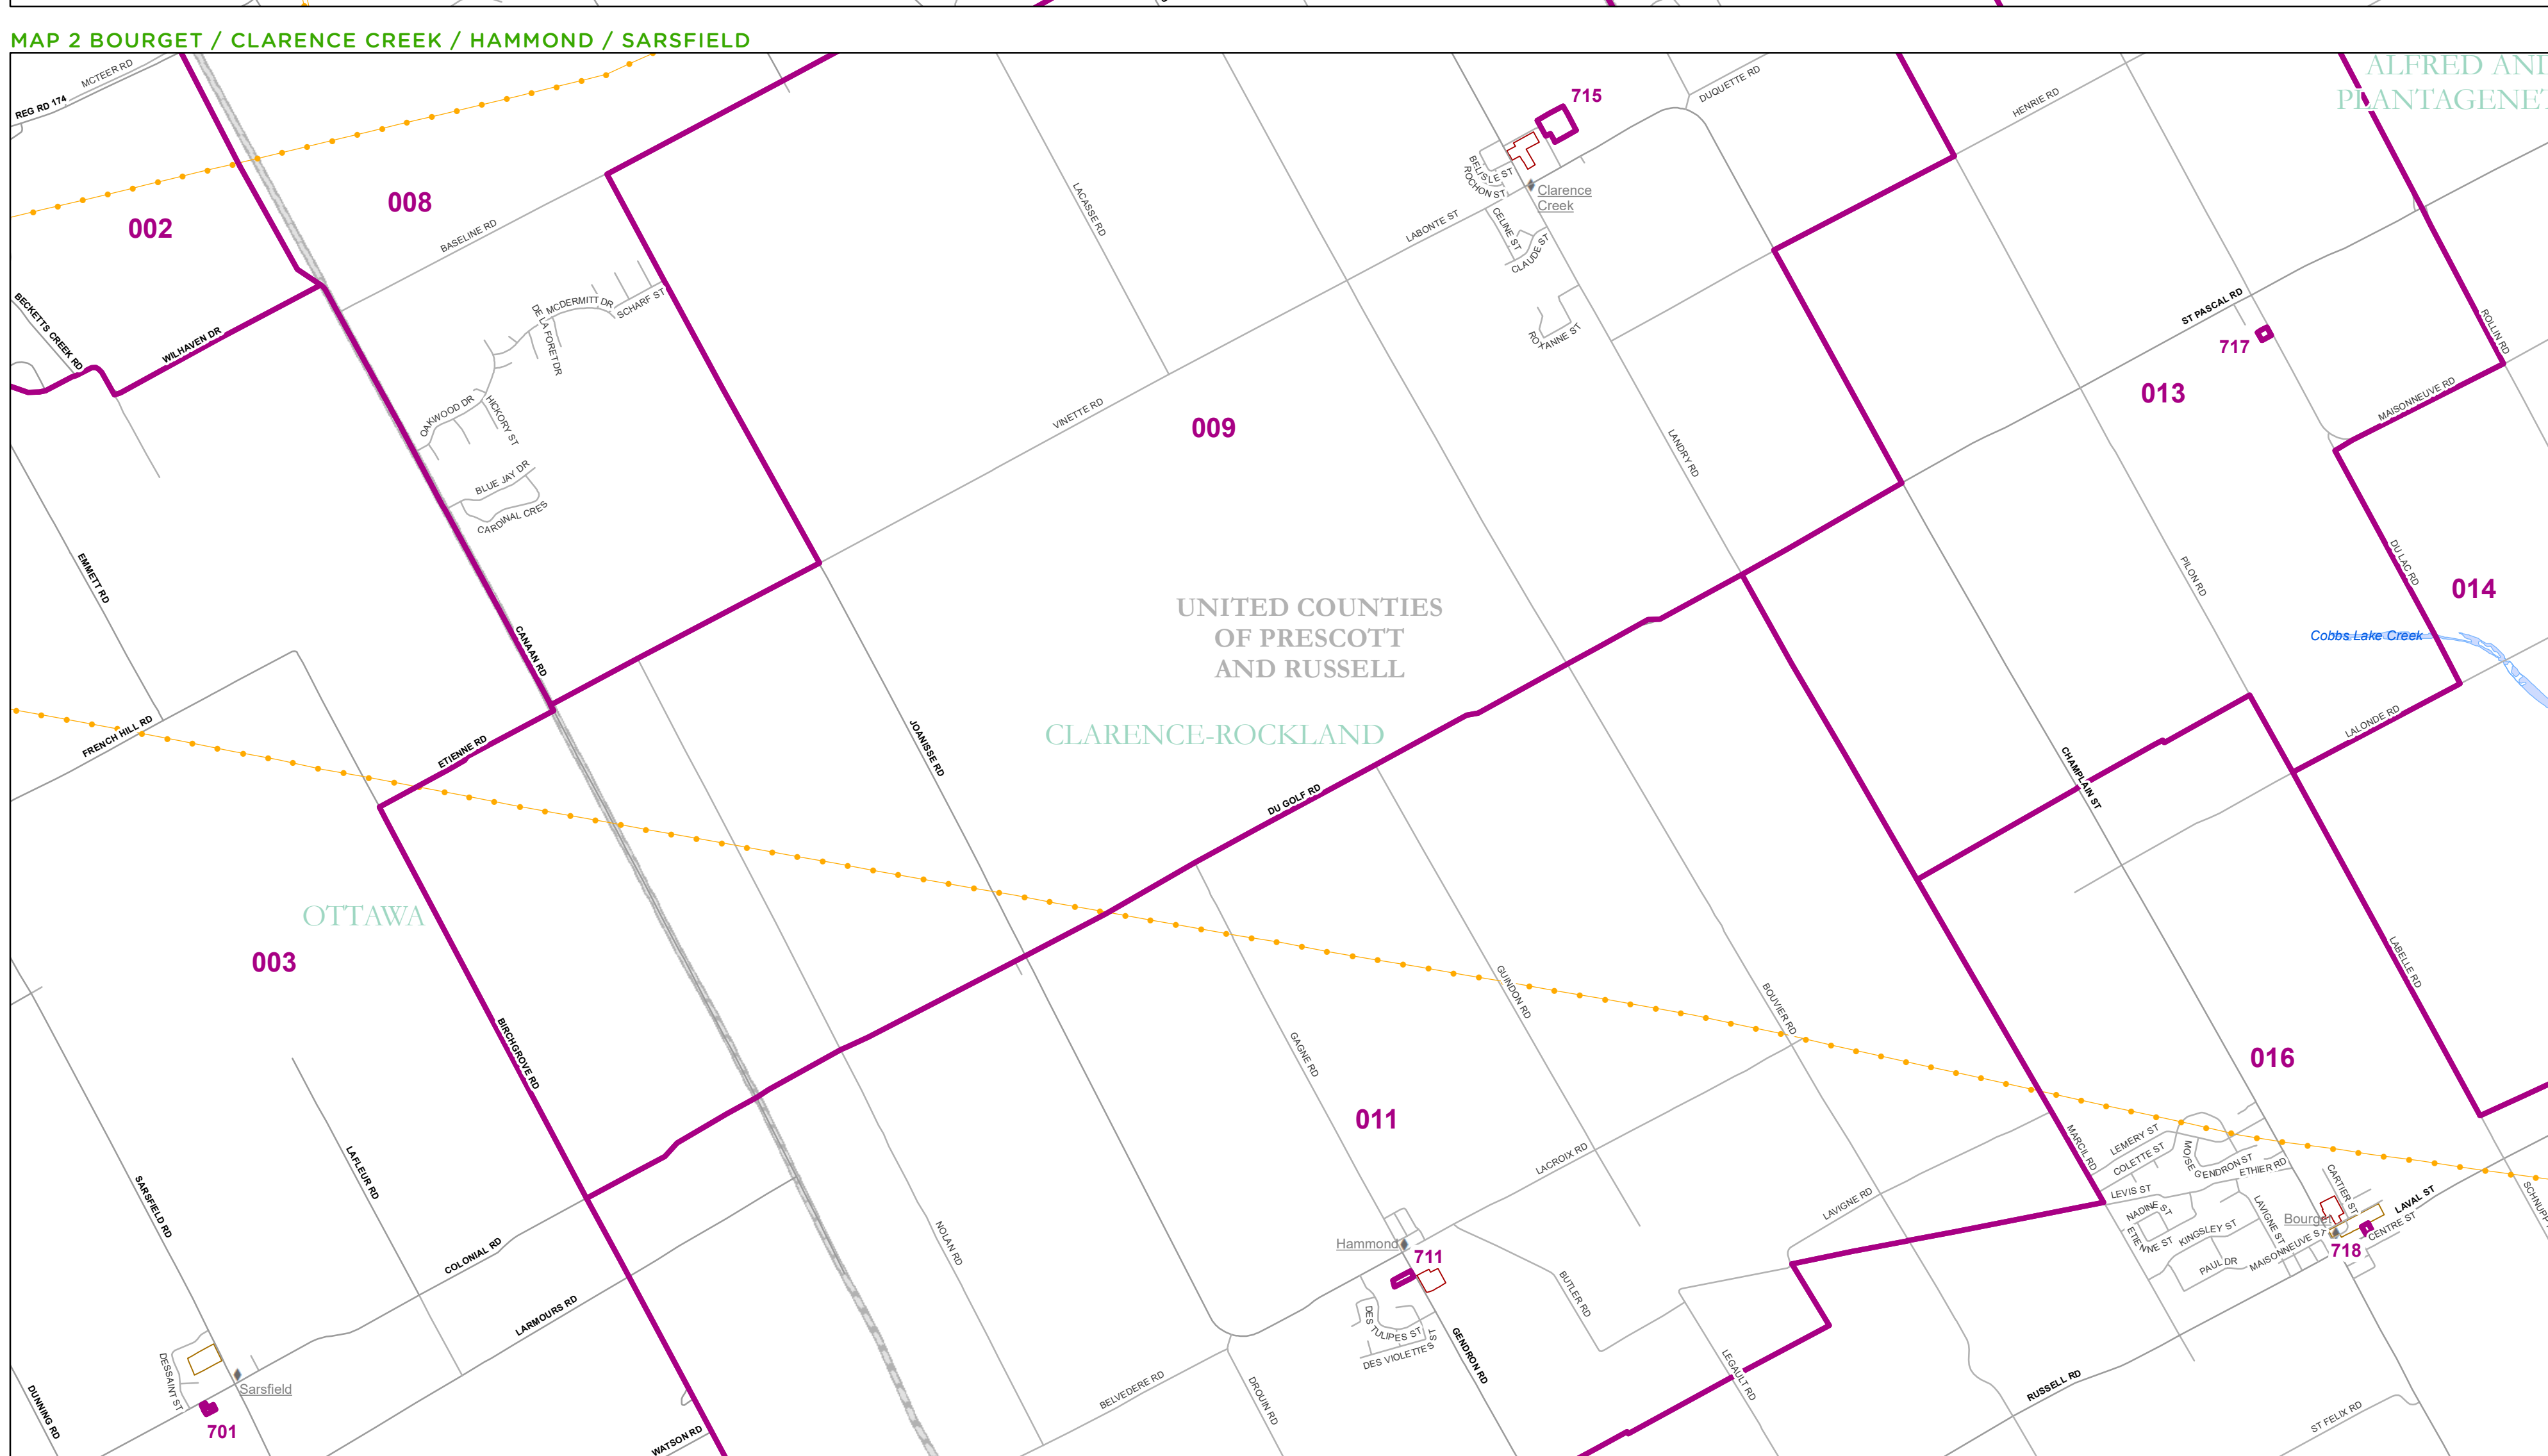 MAP 2 BOURGET / CLARENCE CREEK / HAMMOND / SARSFIELD
MCTEER RD
REG RD 174
ALFRED AND
PLANTAGENET
DUQUETTE RD
HENRIE RD
715
002
008
BASELINE RD
LACASSE RD
BELISLE ST
ROCHON ST
Clarence
Creek
LABONTE ST
CELINE ST
CLAUDE ST
BECKETTS CREEK RD
WILHAVEN DR
MCDERMITT DR
SCHARF ST
DE LA FORET DR
ROXANNE ST
ST PASCAL RD
ROLLIN RD
717
013
MAISONNEUVE RD
OAKWOOD DR
HICKORY ST
VINETTE RD
009
LANDRY RD
BLUE JAY DR
CARDINAL CRES
EMMETT RD
PILON RD
DU LAC RD
014
UNITED COUNTIES
OF PRESCOTT
AND RUSSELL
Cobbs Lake Creek
CANAAN RD
FRENCH HILL RD
ETIENNE RD
JOANISSE RD
CLARENCE-ROCKLAND
LALONDE RD
CHAMPLAIN ST
DU GOLF RD
OTTAWA
003
LABELLE RD
GUINDON RD
BOUVIER RD
BIRCHGROVE RD
GAGNE RD
016
011
LAFLEUR RD
SARSFIELD RD
LACROIX RD
MARCIL RD
LEMERY ST
COLETTE ST
MOISE GENDRON ST
ETHIER RD
CARTIER ST
LEVIS ST
LAVIGNE RD
NADINE ST
LAVIGNE ST
LAVAL ST
Bourget
CENTRE ST
KINGSLEY ST
ETIENNE ST
MAISONNEUVE ST
718
PAUL DR
COLONIAL RD
NOLAN RD
Hammond
711
BUTLER RD
LARMOURS RD
DES TULIPES ST
DES VIOLETTES ST
GENDRON RD
LEGAULT RD
DESSAINT ST
Sarsfield
701
DUNNING RD
WATSON RD
BELVEDERE RD
DROUIN RD
RUSSELL RD
ST FELIX RD